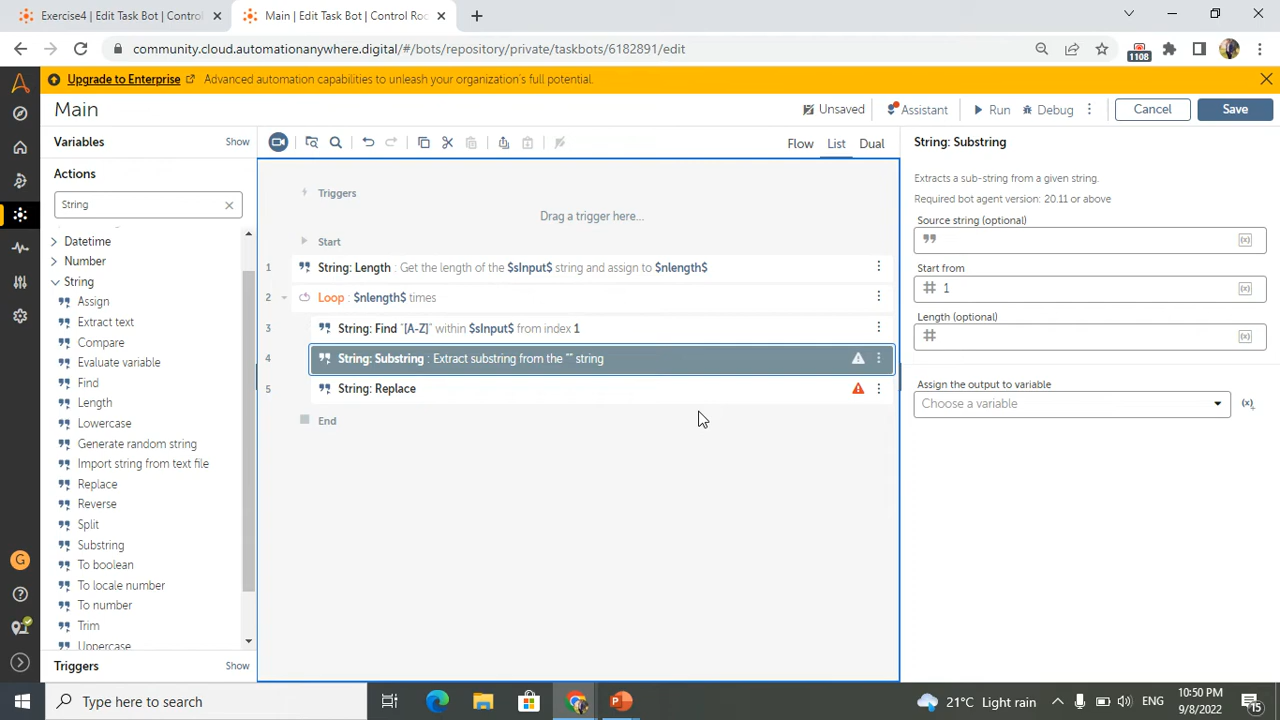 Exercise4 | Edit Task Bot | Control
Main | Edit Task Bot | Control Roo
community.cloud.automationanywhere.digital/#/bots/repository/private/taskbots/6182891/edit
1108
Upgrade to Enterprise Advanced automation capabilities to unleash your organization's full potential.
Main
Unsaved
Assistant
Run
Debug
Cancel
Save
Variables
Show
Flow
List
Dual
String: Substring
Actions
String
Extracts a sub-string from a given string.
Required bot agent version: 20.11 or above
Triggers
Drag a trigger here...
Source string (optional)
Datetime
Start
Number
1 String: Length : Get the length of the $sInput$ string and assign to $nlength$
Start from
1
String
2 Loop : $nlength$ times
Assign
Extract text
3 String: Find "[A-Z]" within $sInput$ from index 1
Length (optional)
Compare
Evaluate variable
4 String: Substring : Extract substring from the "" string
Find
5 String: Replace
Assign the output to variable
Choose a variable
Length
Lowercase
End
Generate random string
Import string from text file
Replace
Reverse
Split
Substring
To boolean
To locale number
To number
Trim
Uppercase
Triggers
Show
G
Type here to search
21°C Light rain
ENG
10:50 PM
9/8/2022
15